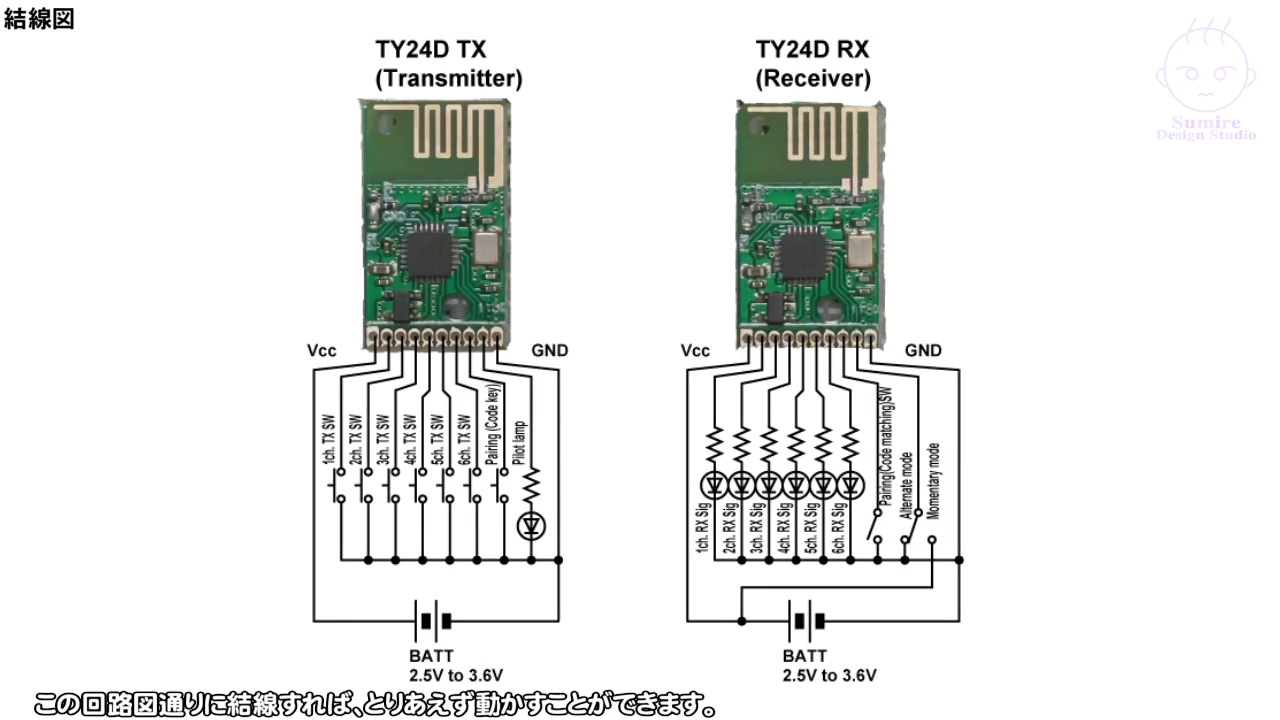 結線図
TY24D TX
(Transmitter)
TY24D RX
(Receiver)
Sumire
Design Studio
Vcc
GND
1ch. TX SW
2ch. TX SW
3ch. TX SW
4ch. TX SW
5ch. TX SW
6ch. TX SW
Pairing (Code key)
Pilot lamp
BATT
2.5V to 3.6V
Vcc
GND
1ch. RX Sig
2ch. RX Sig
3ch. RX Sig
4ch. RX Sig
5ch. RX Sig
6ch. RX Sig
Pairing(Code matching)SW
Alternate mode
Momentary mode
BATT
2.5V to 3.6V
この回路図通りに結線すれば、とりあえず動かすことができます。